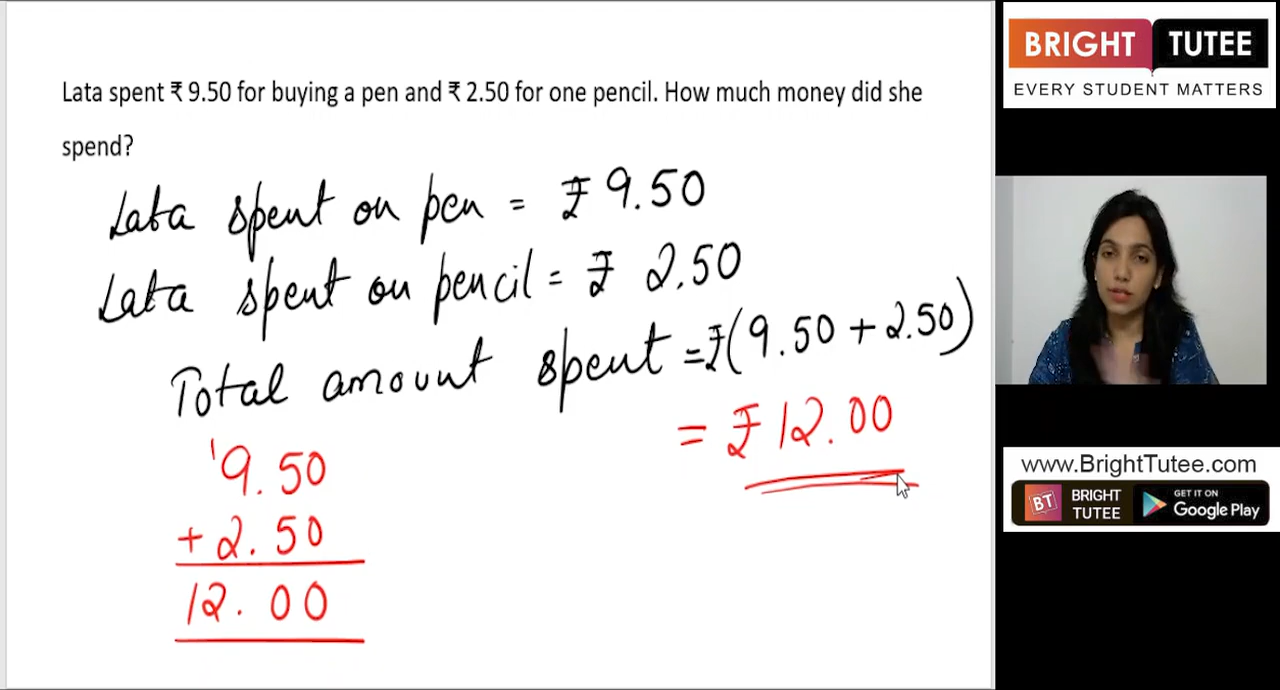 Lata spent ₹ 9.50 for buying a pen and ₹ 2.50 for one pencil. How much money did she
spend?
Lata spent on pen = ₹ 9.50
Lata spent on pencil = ₹ 2.50
Total amount spent = ₹(9.50 + 2.50)
= ₹ 12.00
1
9.50
+ 2.50
12.00
BRIGHT TUTEE
EVERY STUDENT MATTERS
www.BrightTutee.com
BT BRIGHT TUTEE
GET IT ON
Google Play